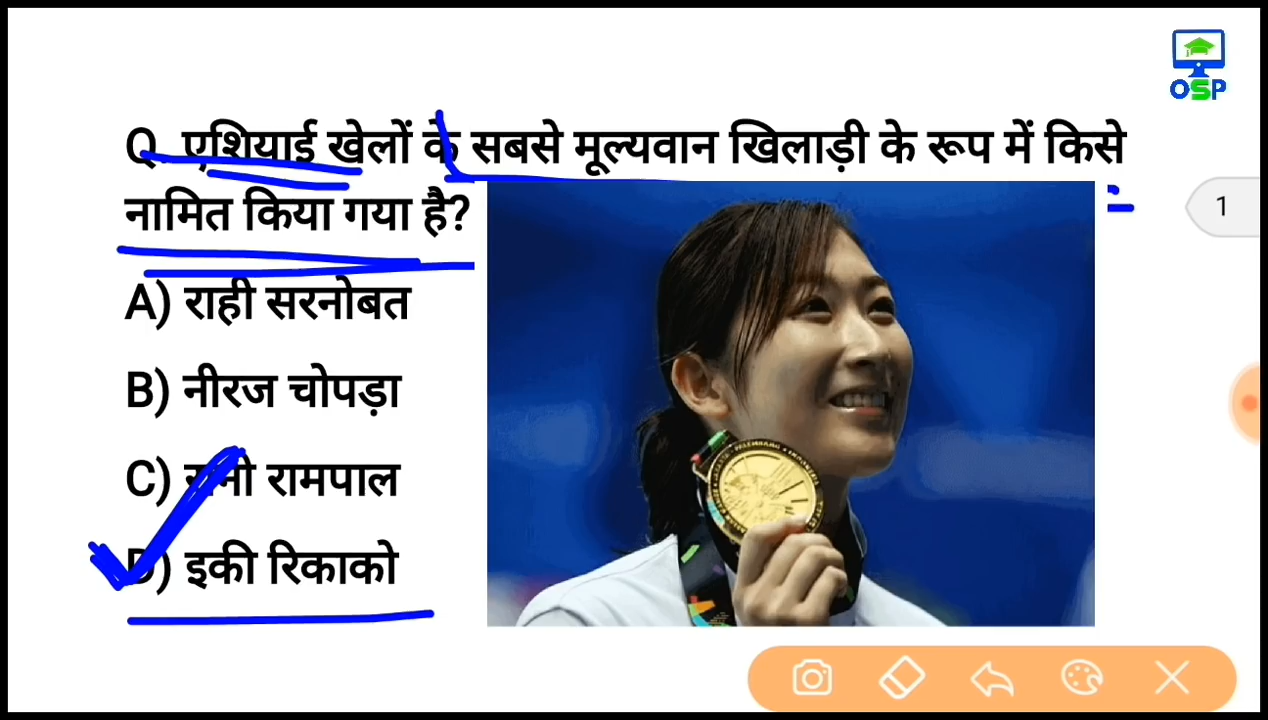 OSP
Q. एशियाई खेलों के सबसे मूल्यवान खिलाड़ी के रूप में किसे
नामित किया गया है?
1
A) राही सरनोबत
B) नीरज चोपड़ा
C) रामपाल
D) इकी रिकाको